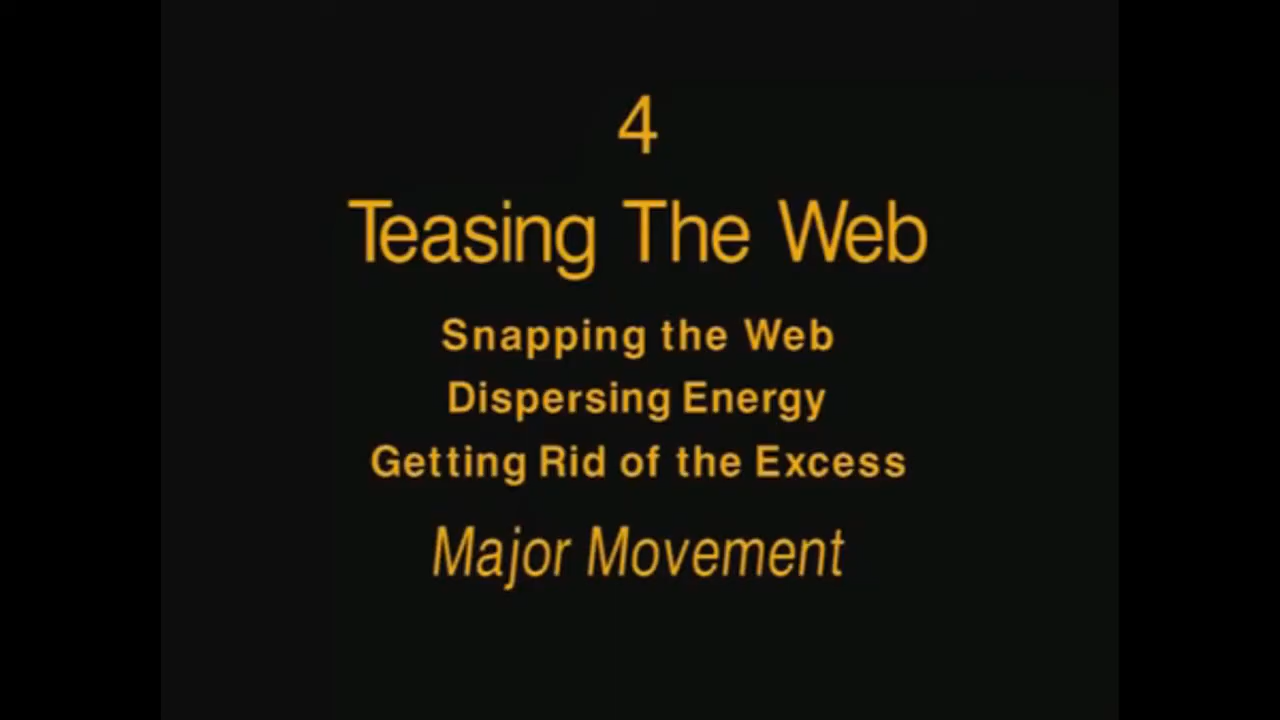 4
Teasing The Web
Snapping the Web
Dispersing Energy
Getting Rid of the Excess
Major Movement